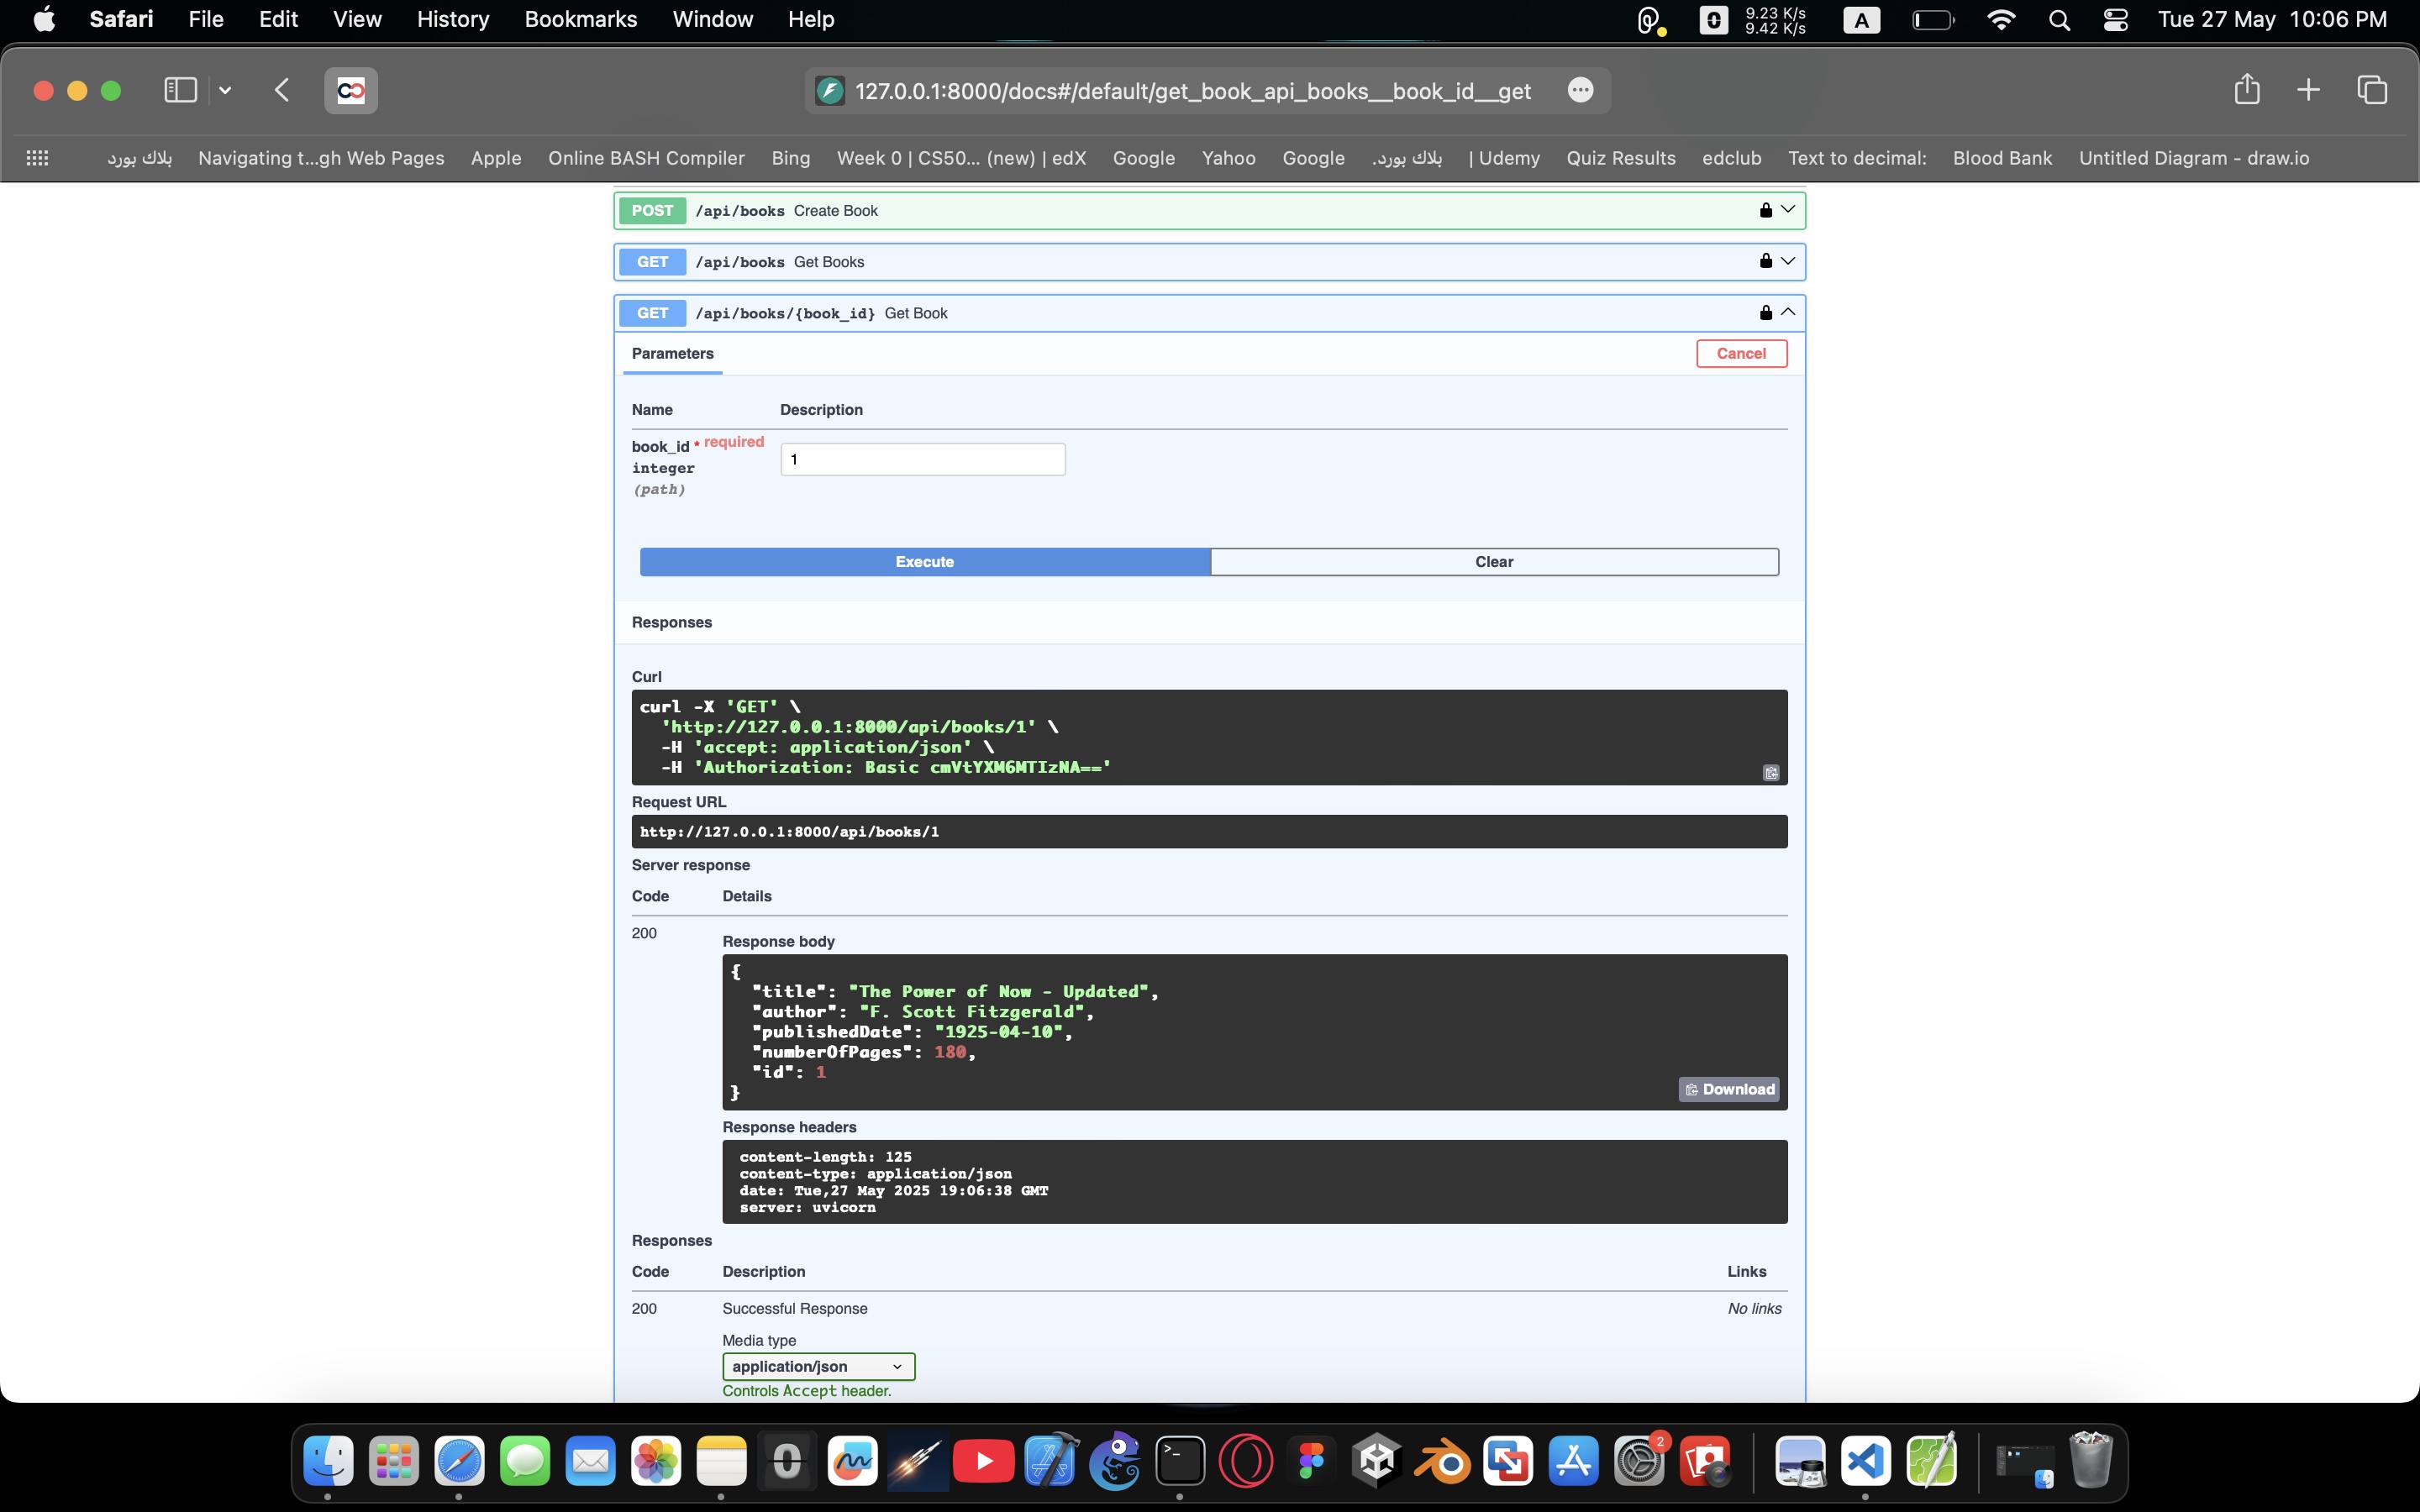 Safari File Edit View History Bookmarks Window Help 9.23 K/s 9.42 K/s A Tue 27 May 10:06 PM
127.0.0.1:8000/docs#/default/get_book_api_books__book_id__get
بلاك بورد Navigating t...gh Web Pages Apple Online BASH Compiler Bing Week 0 | CS50... (new) | edX Google Yahoo Google بلاك بورد. | Udemy Quiz Results edclub Text to decimal: Blood Bank Untitled Diagram - draw.io
POST /api/books Create Book
GET /api/books Get Books
GET /api/books/{book_id} Get Book
Parameters Cancel
Name Description
book_id * required
integer
(path)
1
Execute Clear
Responses
Curl
curl -X 'GET' \
'http://127.0.0.1:8000/api/books/1' \
-H 'accept: application/json' \
-H 'Authorization: Basic cmVtYXM6MTIzNA=='
Request URL
http://127.0.0.1:8000/api/books/1
Server response
Code Details
200
Response body
{
"title": "The Power of Now - Updated",
"author": "F. Scott Fitzgerald",
"publishedDate": "1925-04-10",
"numberOfPages": 180,
"id": 1
}
Download
Response headers
content-length: 125
content-type: application/json
date: Tue,27 May 2025 19:06:38 GMT
server: uvicorn
Responses
Code Description Links
200 Successful Response No links
Media type
application/json
Controls Accept header.
2